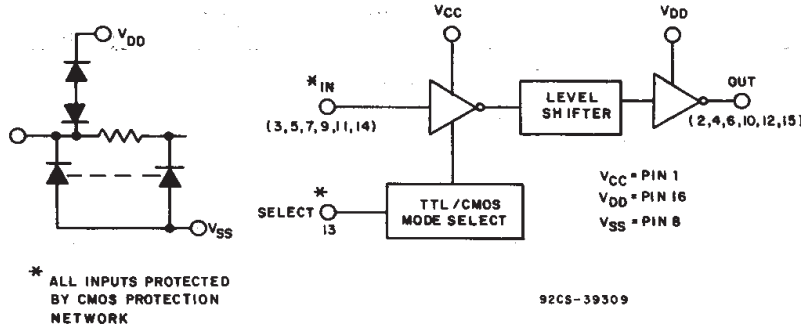 VDD
VSS
* ALL INPUTS PROTECTED
BY CMOS PROTECTION
NETWORK
VCC
VDD
*IN
(3,5,7,9,11,14)
LEVEL
SHIFTER
OUT
(2,4,6,10,12,15)
SELECT *
13
TTL/CMOS
MODE SELECT
VCC = PIN 1
VDD = PIN 16
VSS = PIN 8
92CS-39309